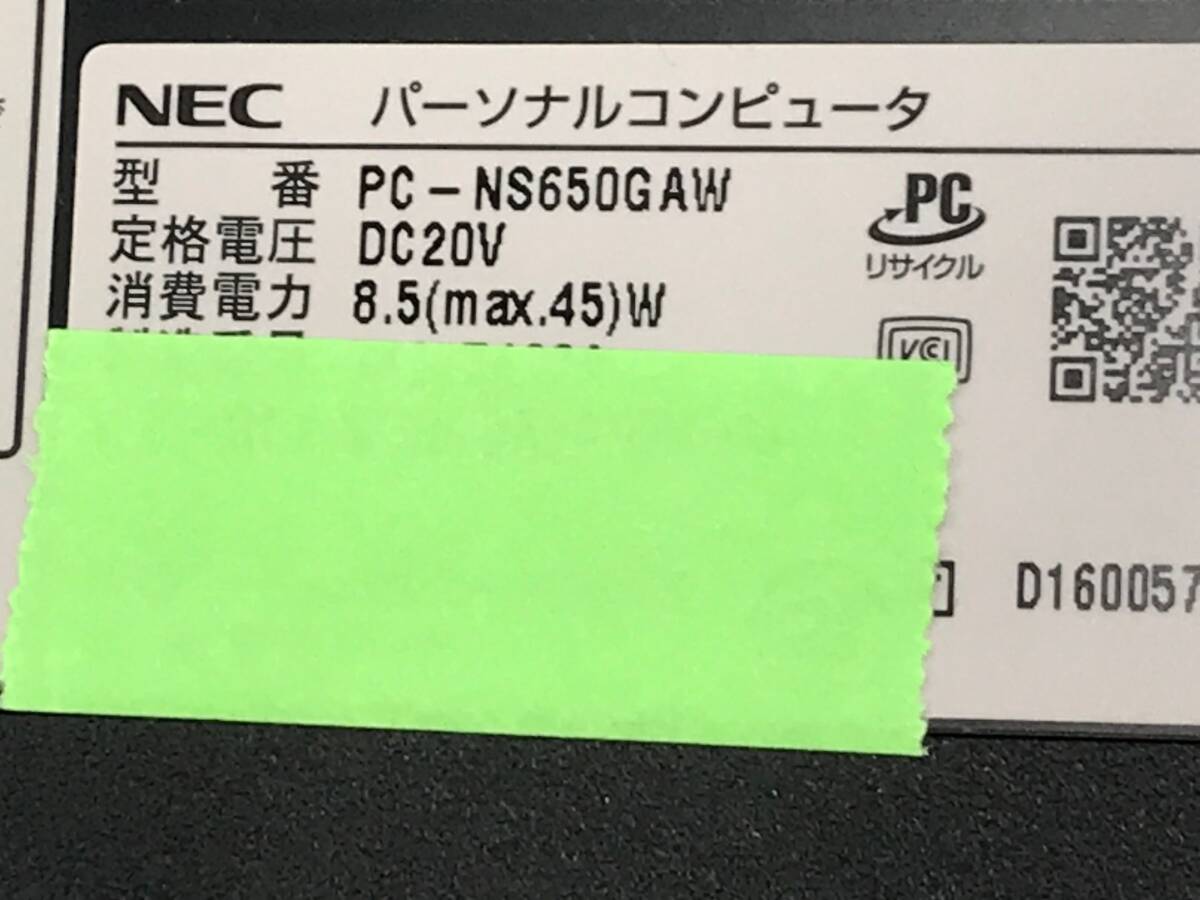 NEC パーソナルコンピュータ
型 番 PC-NS650GAW
定格電圧 DC20V
消費電力 8.5(max.45)W
PC
リサイクル
VCI
D160057